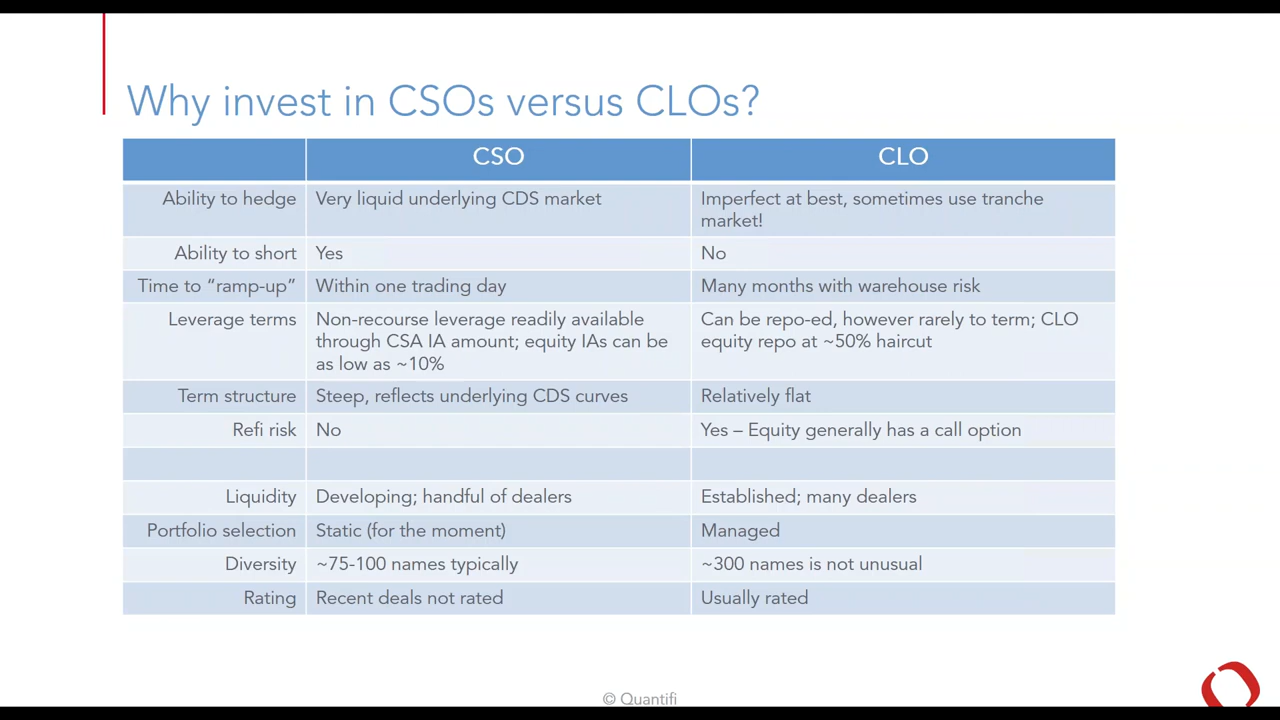 Why invest in CSOs versus CLOs?
CSO
CLO
Ability to hedge
Very liquid underlying CDS market
Imperfect at best, sometimes use tranche
market!
Ability to short
Yes
No
Time to “ramp-up”
Within one trading day
Many months with warehouse risk
Leverage terms
Non-recourse leverage readily available
through CSA IA amount; equity IAs can be
as low as ~10%
Can be repo-ed, however rarely to term; CLO
equity repo at ~50% haircut
Term structure
Steep, reflects underlying CDS curves
Relatively flat
Refi risk
No
Yes – Equity generally has a call option
Liquidity
Developing; handful of dealers
Established; many dealers
Portfolio selection
Static (for the moment)
Managed
Diversity
~75-100 names typically
~300 names is not unusual
Rating
Recent deals not rated
Usually rated
© Quantifi